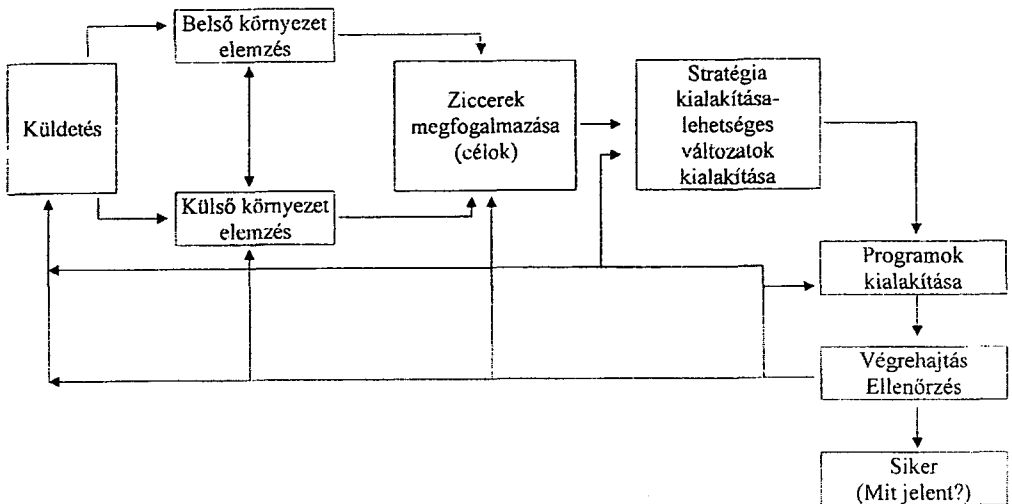 Küldetés
Belső környezet
elemzés
Külső környezet
elemzés
Ziccerek
megfogalmazása
(célok)
Stratégia
kialakítása-
lehetséges
változatok
kialakítása
Programok
kialakítása
Végrehajtás
Ellenőrzés
Siker
(Mit jelent?)